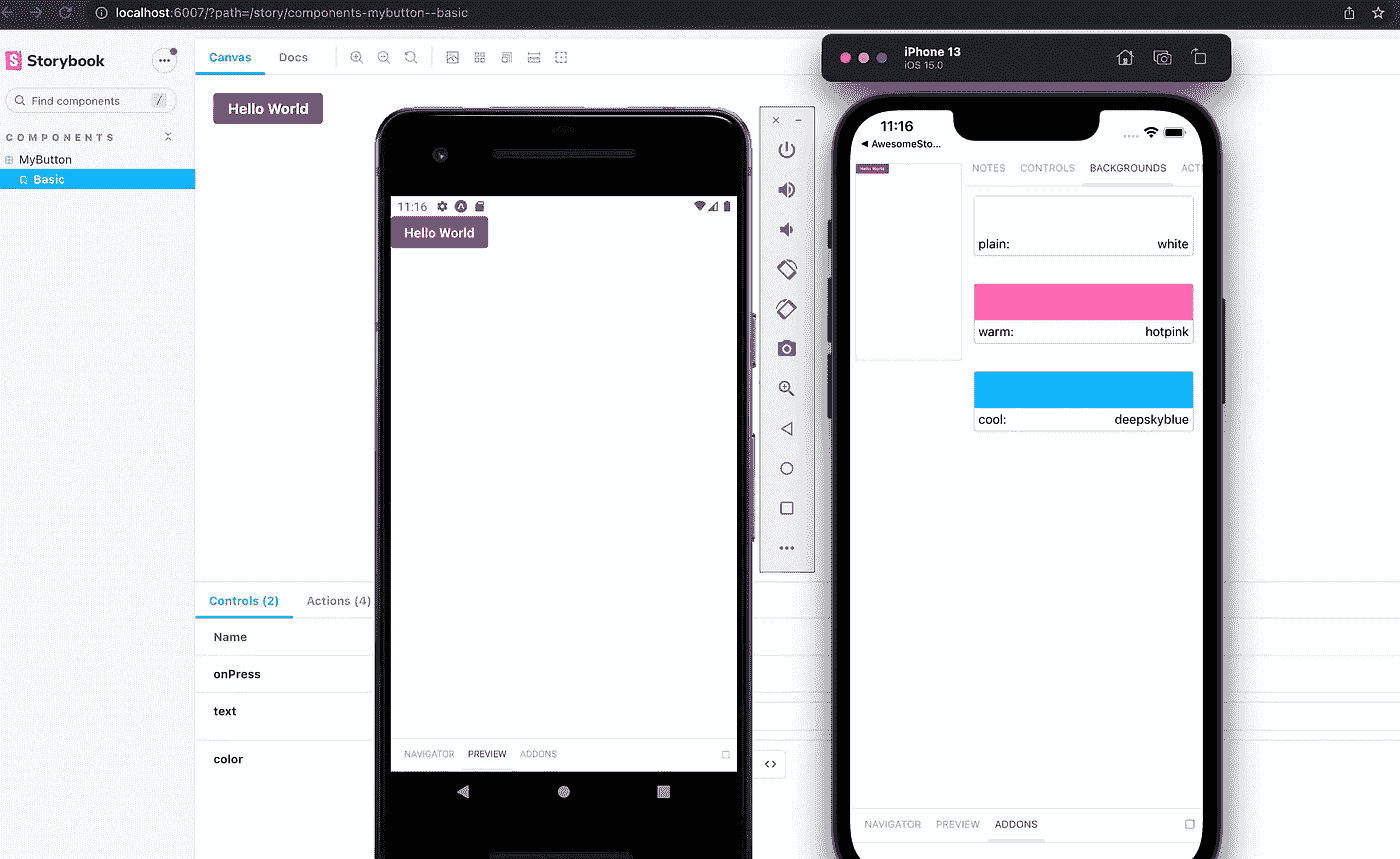 localhost:6007/?path=/story/components-mybutton--basic
Storybook
Find components
/
COMPONENTS
MyButton
Basic
Canvas
Docs
Hello World
Controls (2)
Actions (4)
Name
onPress
text
color
11:16
Hello World
NAVIGATOR
PREVIEW
ADDONS
iPhone 13
iOS 15.0
11:16
AwesomeSto...
Hello World
NOTES
CONTROLS
BACKGROUNDS
ACTI
plain:
white
warm:
hotpink
cool:
deepskyblue
NAVIGATOR
PREVIEW
ADDONS